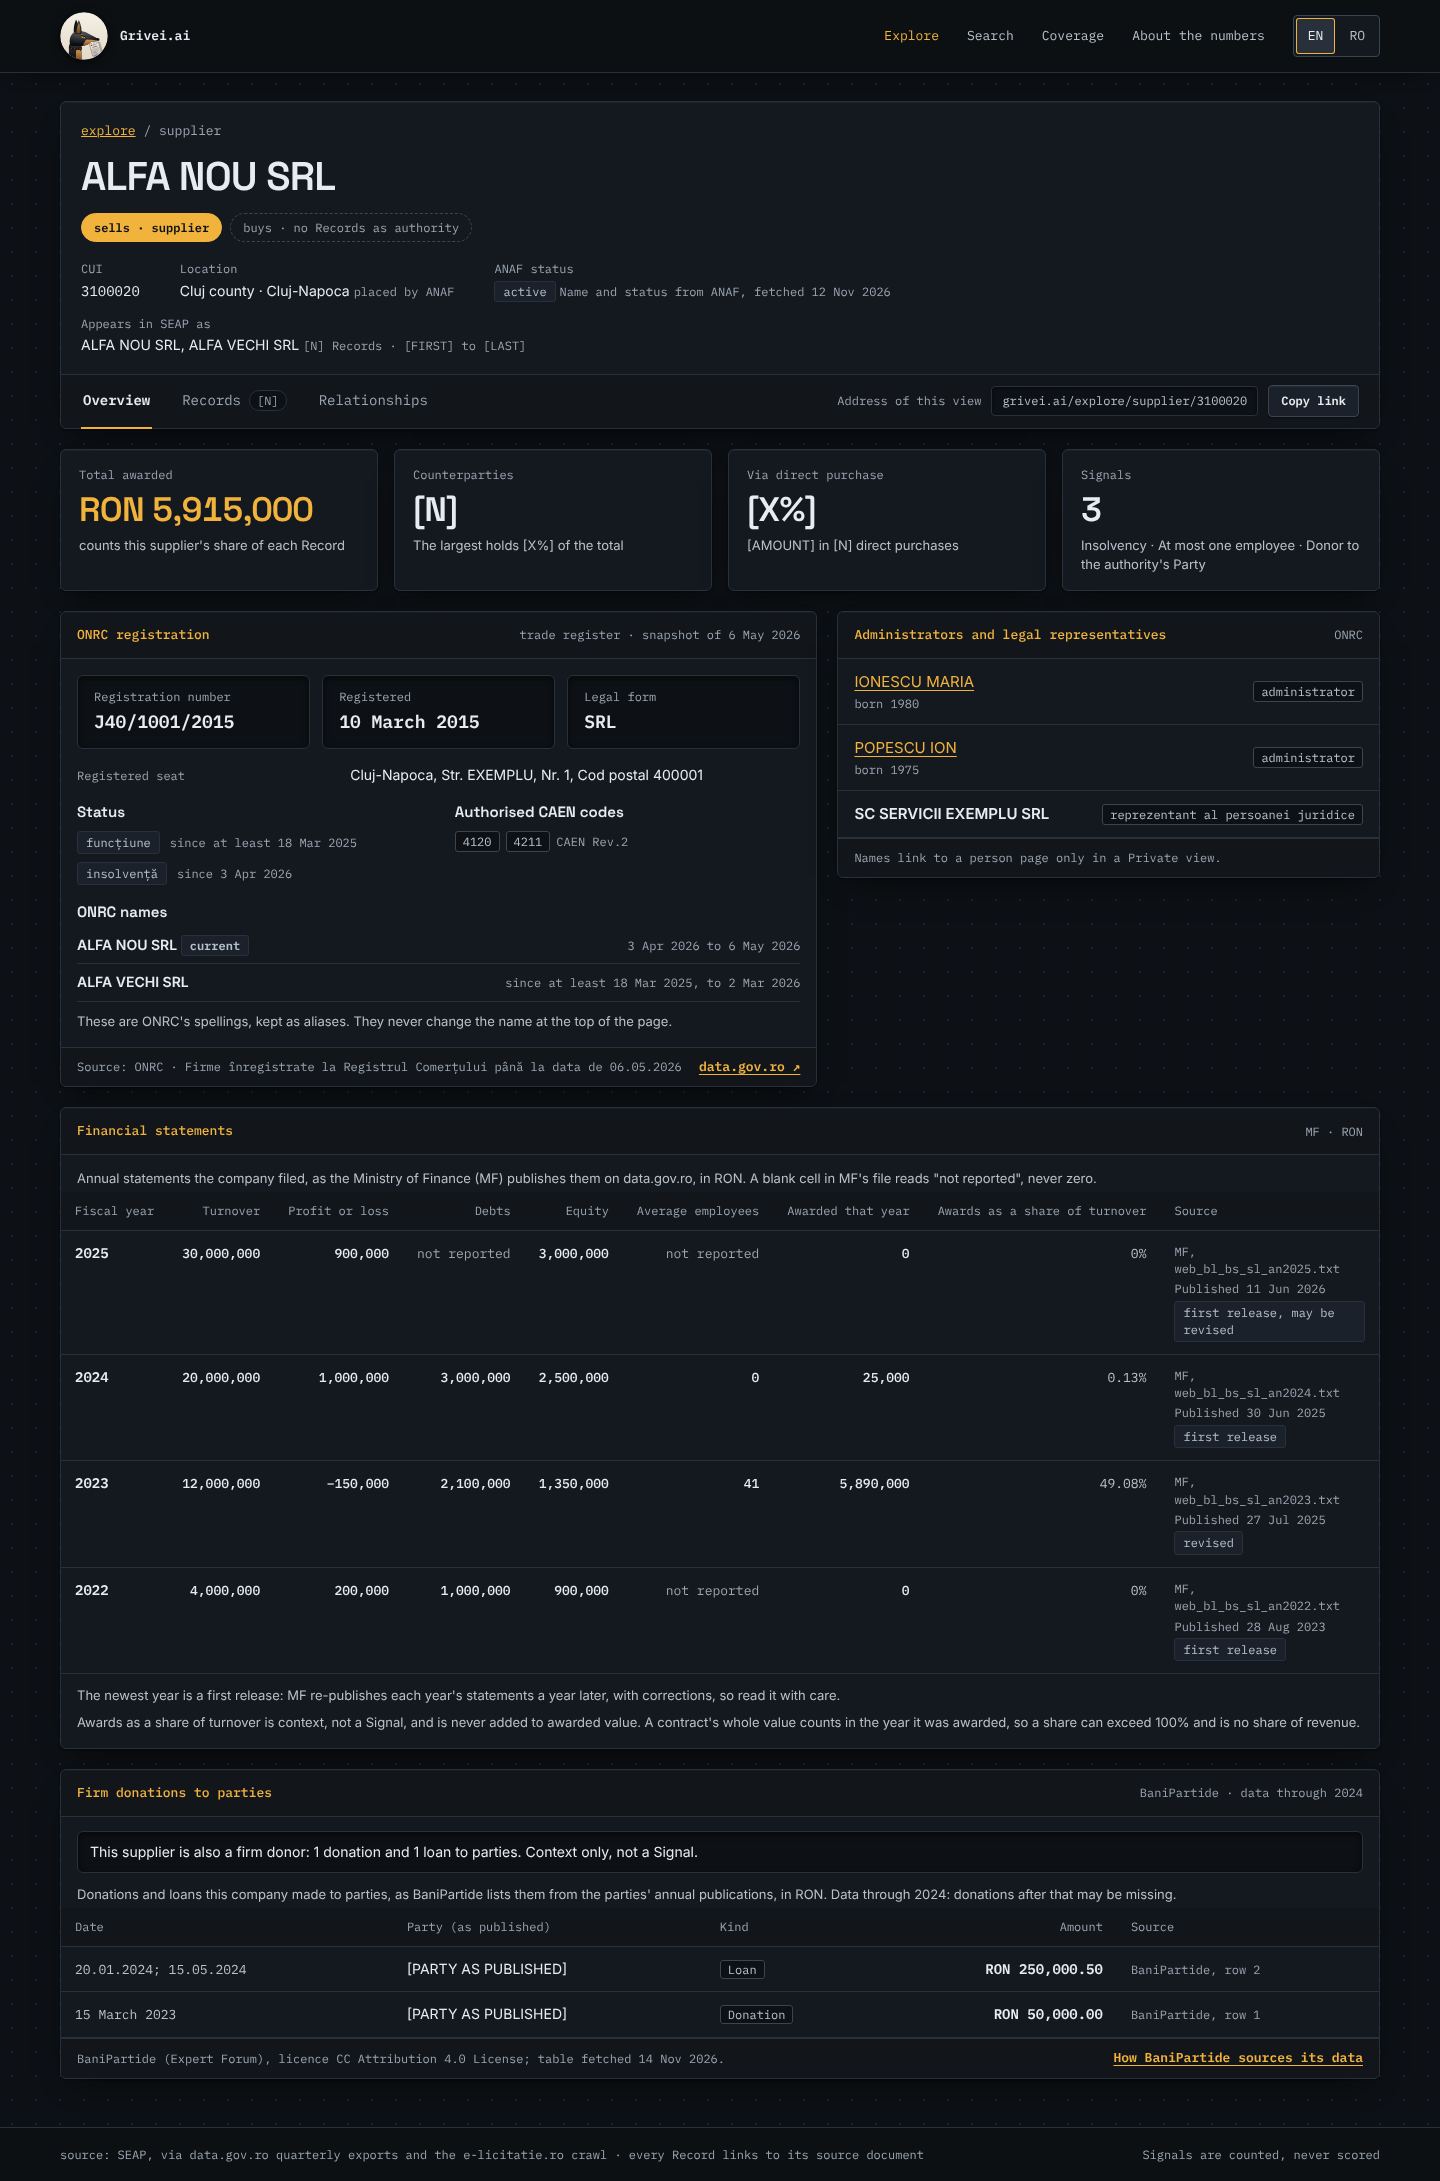 Grivei.ai
Explore Search Coverage About the numbers EN RO
explore / supplier
ALFA NOU SRL
sells · supplier buys · no Records as authority
CUI Location ANAF status
3100020 Cluj county · Cluj-Napoca placed by ANAF active Name and status from ANAF, fetched 12 Nov 2026
Appears in SEAP as
ALFA NOU SRL, ALFA VECHI SRL [N] Records · [FIRST] to [LAST]
Overview Records [N] Relationships Address of this view grivei.ai/explore/supplier/3100020 Copy link
Total awarded
RON 5,915,000
counts this supplier's share of each Record
Counterparties
[N]
The largest holds [X%] of the total
Via direct purchase
[X%]
[AMOUNT] in [N] direct purchases
Signals
3
Insolvency · At most one employee · Donor to
the authority's Party
ONRC registration trade register · snapshot of 6 May 2026
Registration number
J40/1001/2015
Registered
10 March 2015
Legal form
SRL
Registered seat Cluj-Napoca, Str. EXEMPLU, Nr. 1, Cod postal 400001
Status
funcțiune since at least 18 Mar 2025
insolvență since 3 Apr 2026
Authorised CAEN codes
4120 4211 CAEN Rev.2
ONRC names
ALFA NOU SRL current 3 Apr 2026 to 6 May 2026
ALFA VECHI SRL since at least 18 Mar 2025, to 2 Mar 2026
These are ONRC's spellings, kept as aliases. They never change the name at the top of the page.
Source: ONRC · Firme înregistrate la Registrul Comerțului până la data de 06.05.2026 data.gov.ro ↗
Administrators and legal representatives ONRC
IONESCU MARIA
born 1980
administrator
POPESCU ION
born 1975
administrator
SC SERVICII EXEMPLU SRL reprezentant al persoanei juridice
Names link to a person page only in a Private view.
Financial statements MF · RON
Annual statements the company filed, as the Ministry of Finance (MF) publishes them on data.gov.ro, in RON. A blank cell in MF's file reads "not reported", never zero.
Fiscal year Turnover Profit or loss Debts Equity Average employees Awarded that year Awards as a share of turnover Source
2025 30,000,000 900,000 not reported 3,000,000 not reported 0 0% MF,
web_bl_bs_sl_an2025.txt
Published 11 Jun 2026
first release, may be
revised
2024 20,000,000 1,000,000 3,000,000 2,500,000 0 25,000 0.13% MF,
web_bl_bs_sl_an2024.txt
Published 30 Jun 2025
first release
2023 12,000,000 −150,000 2,100,000 1,350,000 41 5,890,000 49.08% MF,
web_bl_bs_sl_an2023.txt
Published 27 Jul 2025
revised
2022 4,000,000 200,000 1,000,000 900,000 not reported 0 0% MF,
web_bl_bs_sl_an2022.txt
Published 28 Aug 2023
first release
The newest year is a first release: MF re-publishes each year's statements a year later, with corrections, so read it with care.
Awards as a share of turnover is context, not a Signal, and is never added to awarded value. A contract's whole value counts in the year it was awarded, so a share can exceed 100% and is no share of revenue.
Firm donations to parties BaniPartide · data through 2024
This supplier is also a firm donor: 1 donation and 1 loan to parties. Context only, not a Signal.
Donations and loans this company made to parties, as BaniPartide lists them from the parties' annual publications, in RON. Data through 2024: donations after that may be missing.
Date Party (as published) Kind Amount Source
20.01.2024; 15.05.2024 [PARTY AS PUBLISHED] Loan RON 250,000.50 BaniPartide, row 2
15 March 2023 [PARTY AS PUBLISHED] Donation RON 50,000.00 BaniPartide, row 1
BaniPartide (Expert Forum), licence CC Attribution 4.0 License; table fetched 14 Nov 2026. How BaniPartide sources its data
source: SEAP, via data.gov.ro quarterly exports and the e-licitatie.ro crawl · every Record links to its source document Signals are counted, never scored